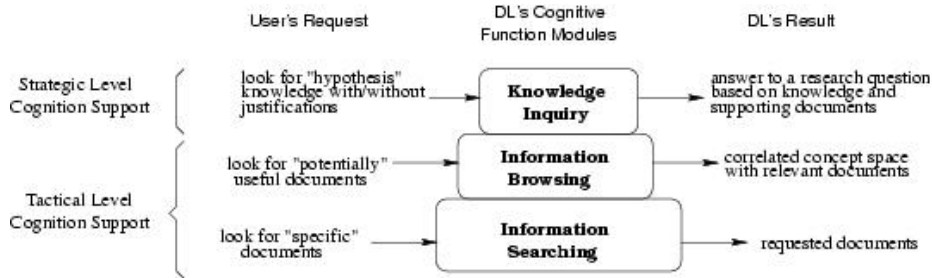 User's Request
DL's Cognitive
Function Modules
DL's Result
Strategic Level
Cognition Support
look for "hypothesis"
knowledge with/without
justifications
Knowledge
Inquiry
answer to a research question
based on knowledge and
supporting documents
Tactical Level
Cognition Support
look for "potentially"
useful documents
Information
Browsing
correlated concept space
with relevant documents
look for "specific"
documents
Information
Searching
requested documents